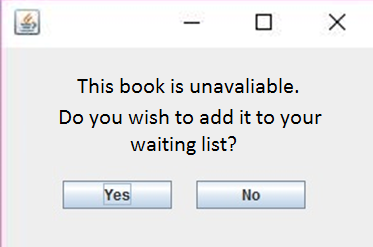 This book is unavaliable.
Do you wish to add it to your
waiting list?
Yes No